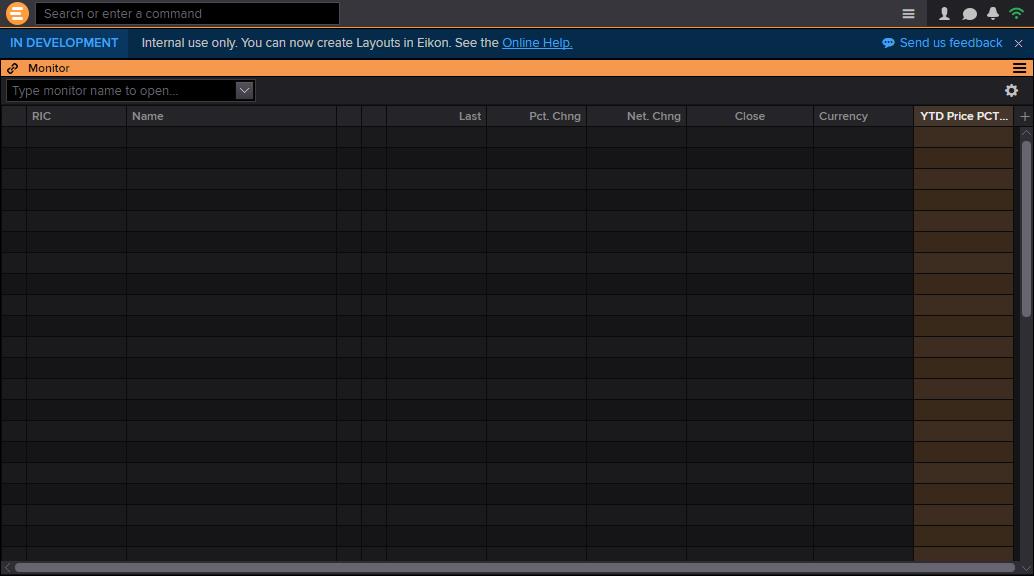 Search or enter a command
IN DEVELOPMENT Internal use only. You can now create Layouts in Eikon. See the Online Help. Send us feedback
Monitor
Type monitor name to open...
RIC Name Last Pct. Chng Net. Chng Close Currency YTD Price PCT...